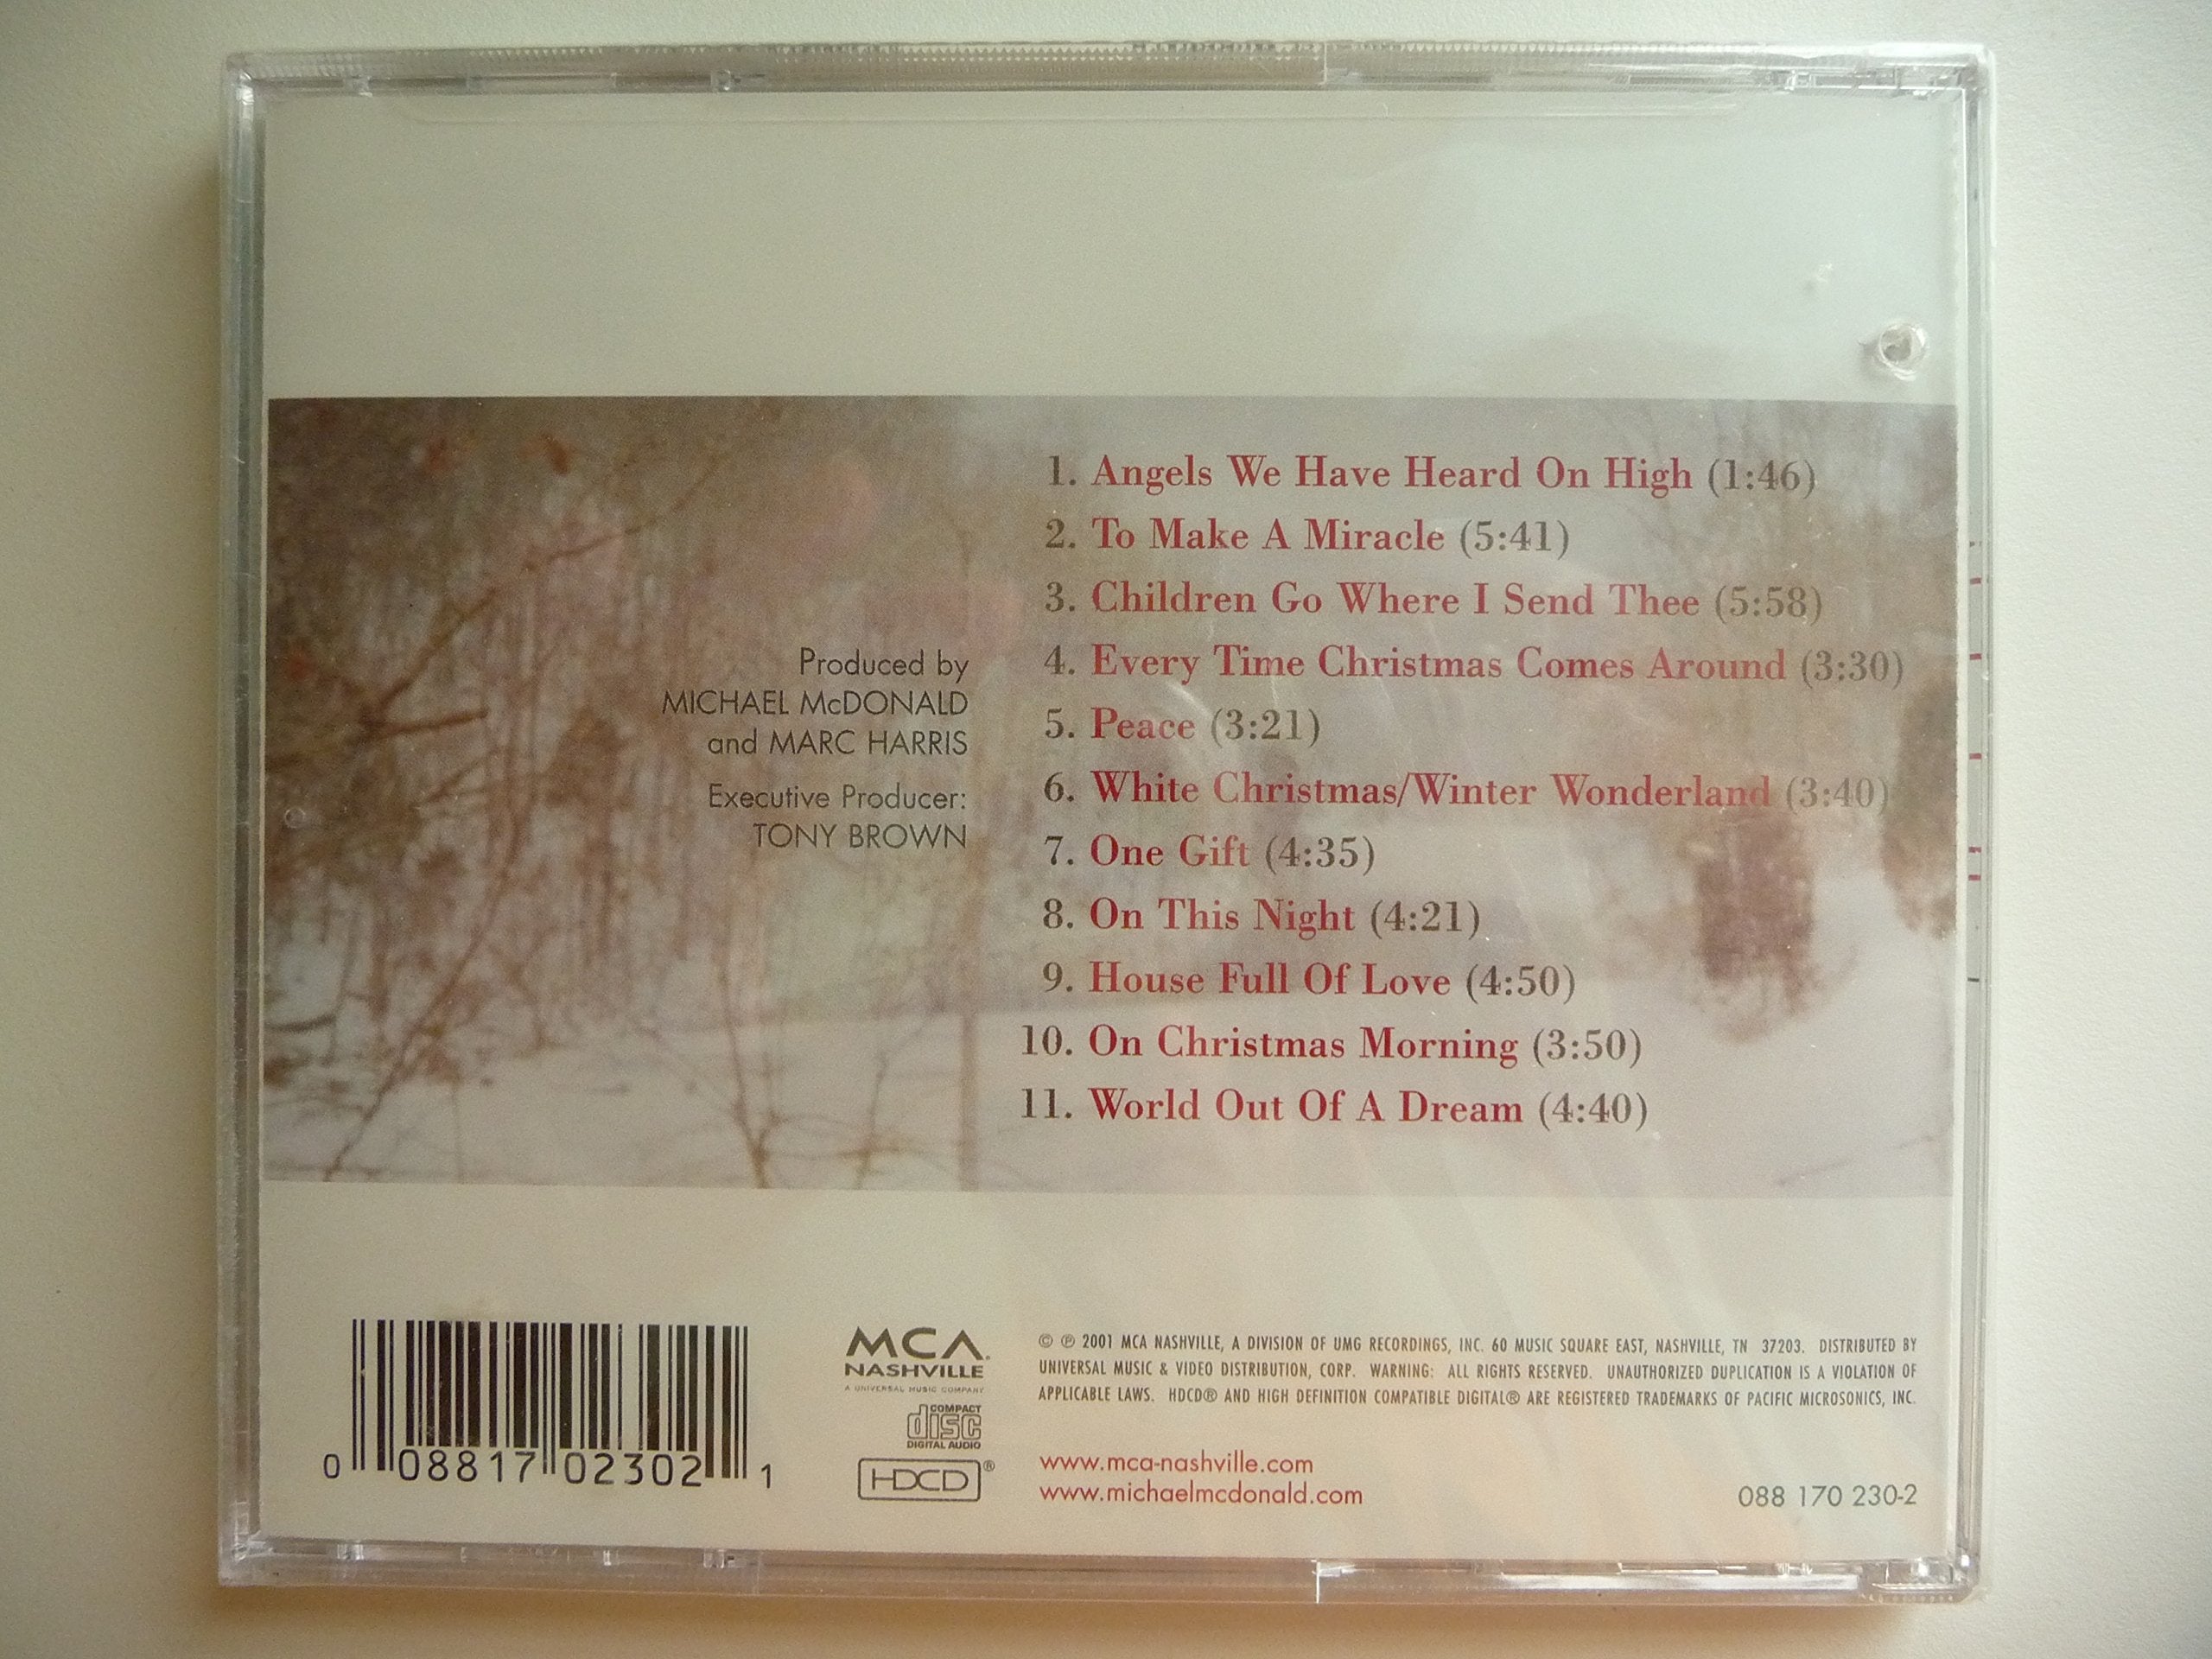 1. Angels We Have Heard On High (1:46)
2. To Make A Miracle (5:41)
3. Children Go Where I Send Thee (5:58)
4. Every Time Christmas Comes Around (3:30)
5. Peace (3:21)
6. White Christmas/Winter Wonderland (3:40)
7. One Gift (4:35)
8. On This Night (4:21)
9. House Full Of Love (4:50)
10. On Christmas Morning (3:50)
11. World Out Of A Dream (4:40)
Produced by
MICHAEL McDONALD
and MARC HARRIS
Executive Producer:
TONY BROWN
0 08817 02302 1
MCA
NASHVILLE
A UNIVERSAL MUSIC COMPANY
COMPACT
disc
DIGITAL AUDIO
HDCD®
© ℗ 2001 MCA NASHVILLE, A DIVISION OF UMG RECORDINGS, INC. 60 MUSIC SQUARE EAST, NASHVILLE, TN 37203. DISTRIBUTED BY
UNIVERSAL MUSIC & VIDEO DISTRIBUTION, CORP. WARNING: ALL RIGHTS RESERVED. UNAUTHORIZED DUPLICATION IS A VIOLATION OF
APPLICABLE LAWS. HDCD® AND HIGH DEFINITION COMPATIBLE DIGITAL® ARE REGISTERED TRADEMARKS OF PACIFIC MICROSONICS, INC.
www.mca-nashville.com
www.michaelmcdonald.com
088 170 230-2